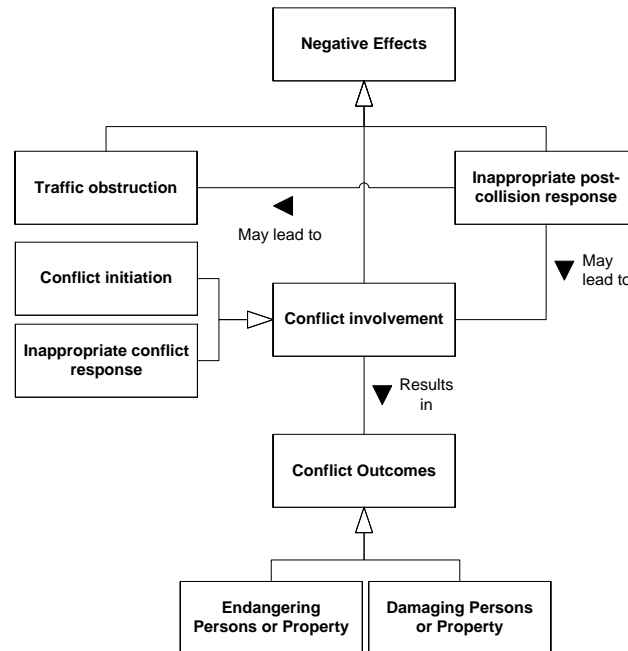 Negative Effects
Traffic obstruction
Inappropriate post-
collision response
May lead to
May
lead to
Conflict initiation
Conflict involvement
Inappropriate conflict
response
Results
in
Conflict Outcomes
Endangering
Persons or Property
Damaging Persons
or Property